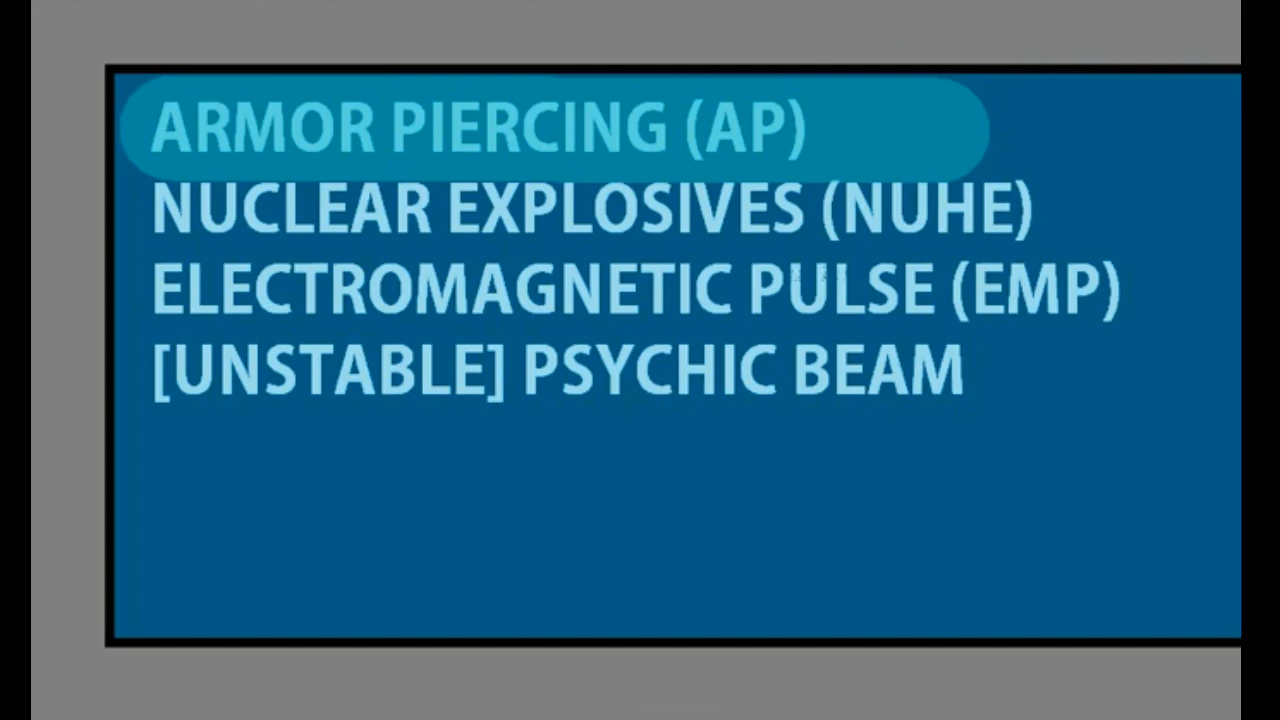 ARMOR PIERCING (AP)
NUCLEAR EXPLOSIVES (NUHE)
ELECTROMAGNETIC PULSE (EMP)
[UNSTABLE] PSYCHIC BEAM